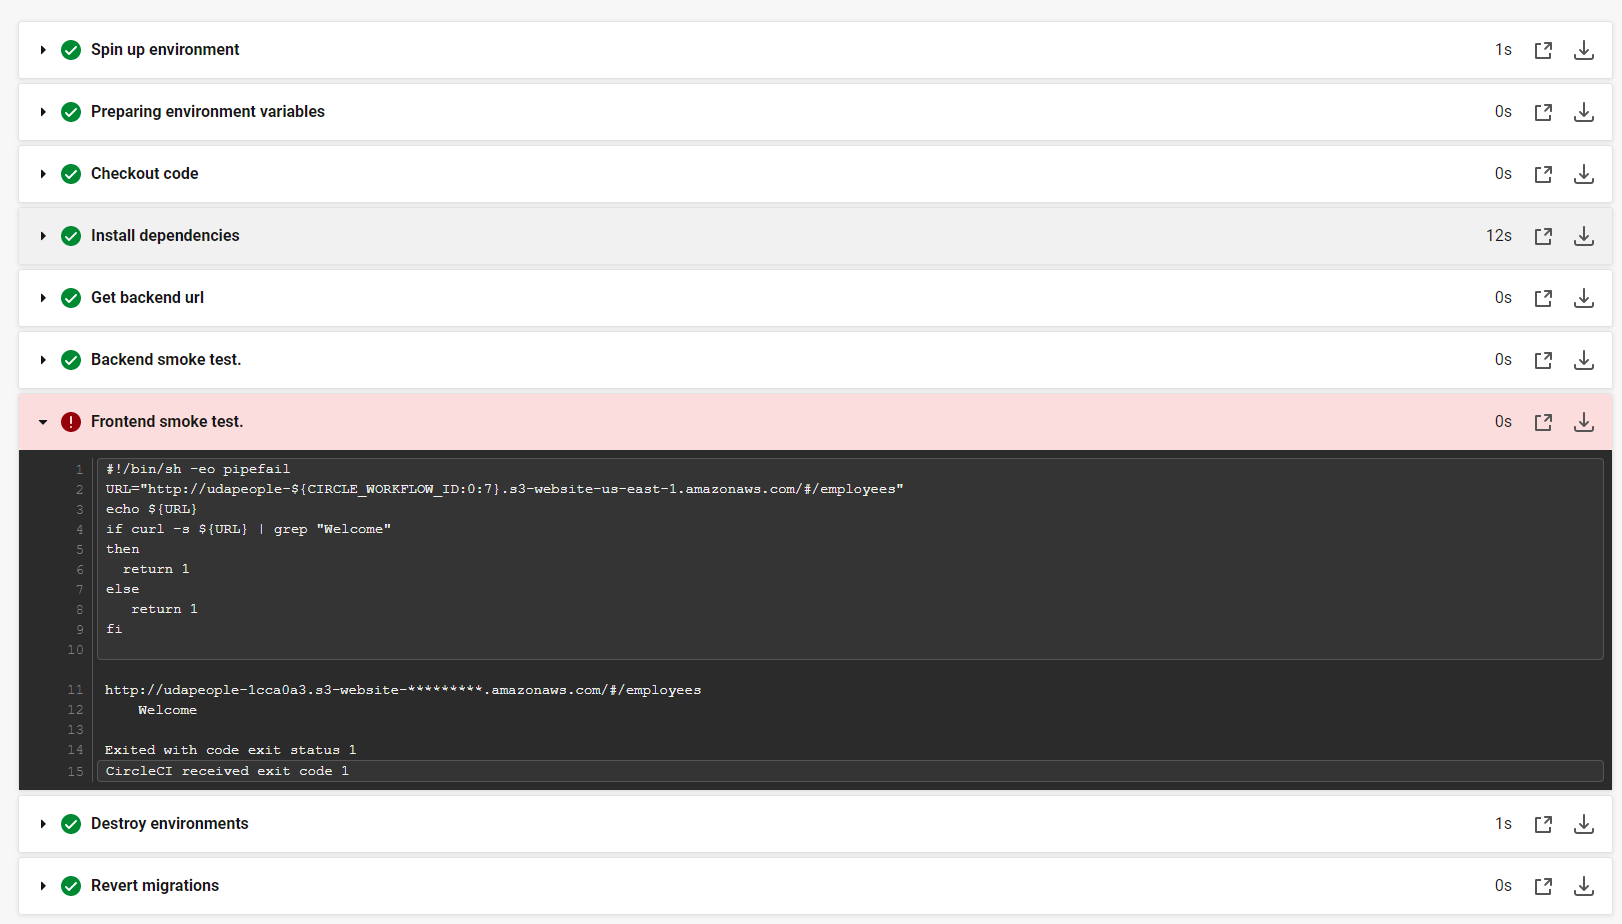 Spin up environment 1s
Preparing environment variables 0s
Checkout code 0s
Install dependencies 12s
Get backend url 0s
Backend smoke test. 0s
Frontend smoke test. 0s
1 #!/bin/sh -eo pipefail
2 URL="http://udapeople-${CIRCLE_WORKFLOW_ID:0:7}.s3-website-us-east-1.amazonaws.com/#/employees"
3 echo ${URL}
4 if curl -s ${URL} | grep "Welcome"
5 then
6   return 1
7 else
8    return 1
9 fi
10
11 http://udapeople-1cca0a3.s3-website-*********.amazonaws.com/#/employees
12     Welcome
13
14 Exited with code exit status 1
15 CircleCI received exit code 1
Destroy environments 1s
Revert migrations 0s